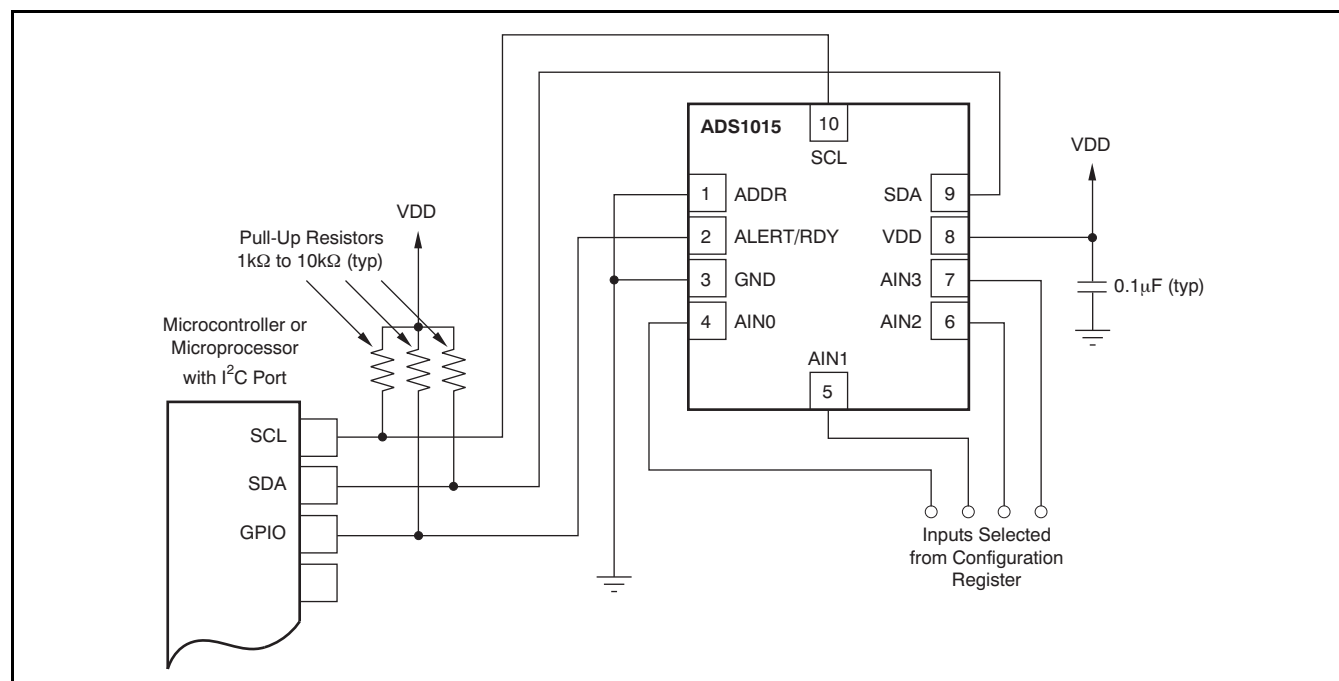 ADS1015
10
SCL
1
ADDR
2
ALERT/RDY
3
GND
4
AIN0
AIN1
5
SDA
9
VDD
8
AIN3
7
AIN2
6
VDD
0.1µF (typ)
VDD
Pull-Up Resistors
1kΩ to 10kΩ (typ)
Microcontroller or
Microprocessor
with I²C Port
SCL
SDA
GPIO
Inputs Selected
from Configuration
Register